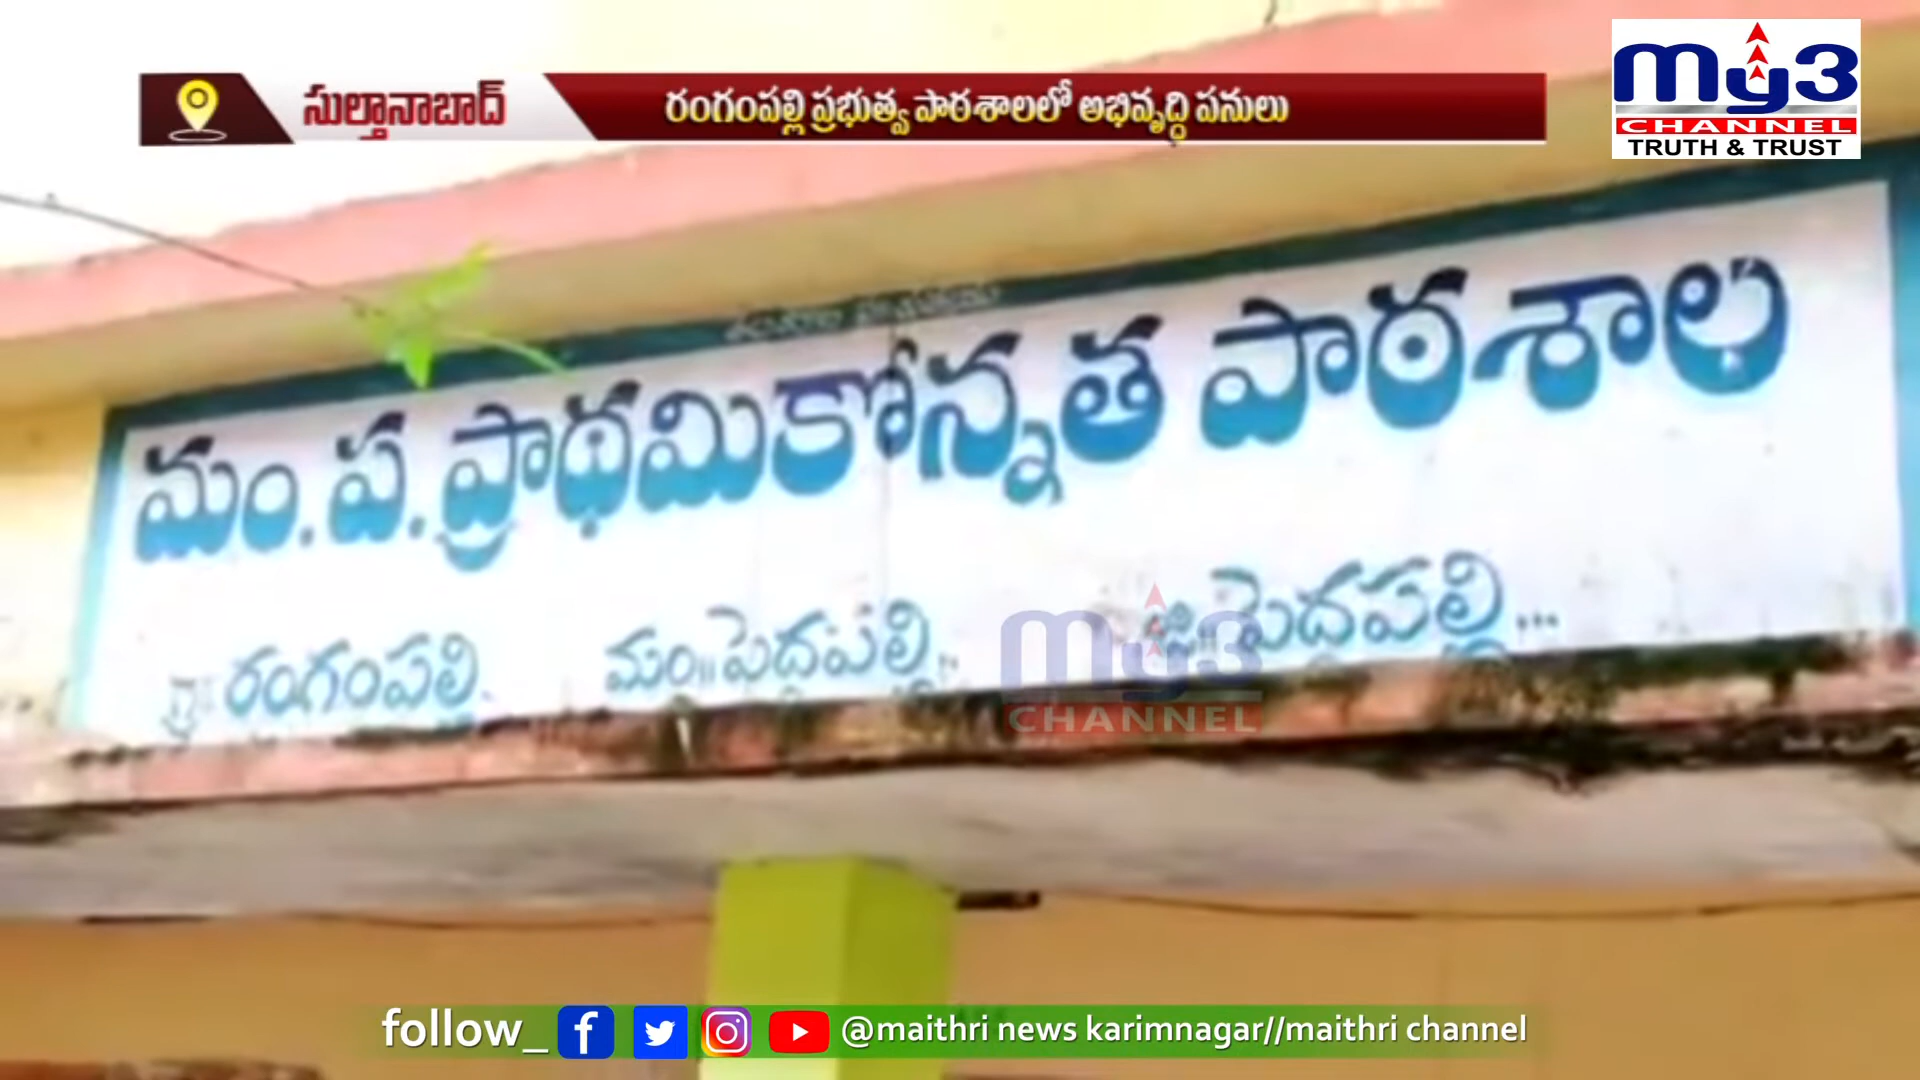 సుల్తానాబాద్ రంగంపల్లి ప్రభుత్వ పాఠశాలలో అభివృద్ధి పనులు
my3
CHANNEL
TRUTH & TRUST
మం. ప. ప్రాథమికోన్నత పాఠశాల
రంగంపల్లి. మం॥పెద్దపల్లి.. జి॥పెద్దపల్లి...
my3
CHANNEL
follow_ @maithri news karimnagar//maithri channel